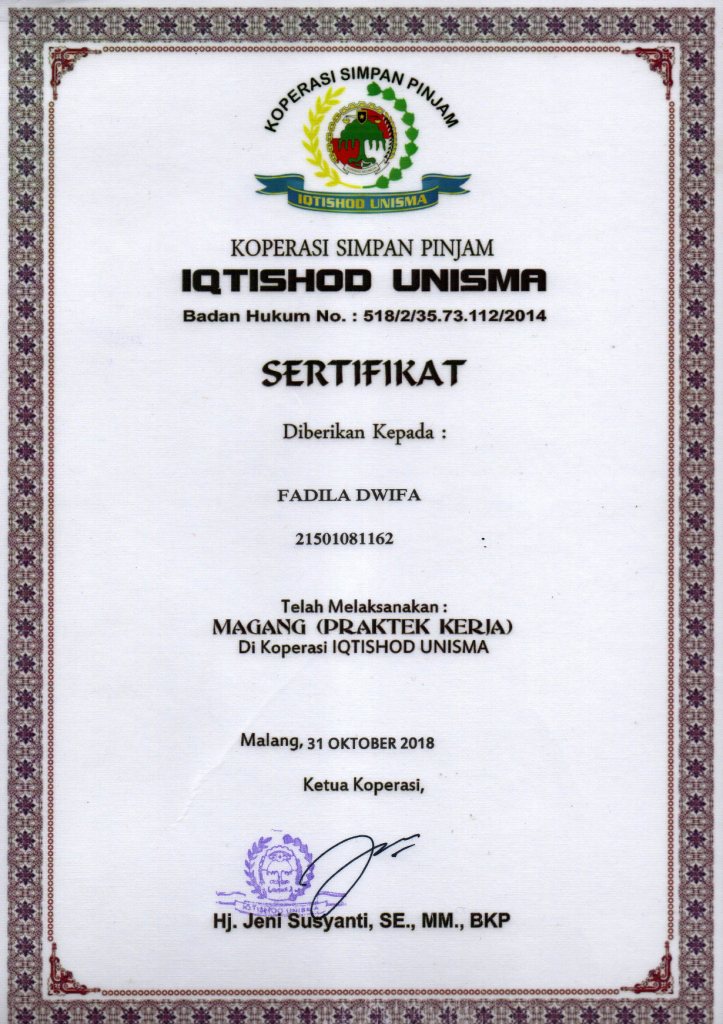 KOPERASI SIMPAN PINJAM
IQTISHOD UNISMA
KOPERASI SIMPAN PINJAM
IQTISHOD UNISMA
Badan Hukum No. : 518/2/35.73.112/2014
SERTIFIKAT
Diberikan Kepada :
FADILA DWIFA
21501081162
Telah Melaksanakan :
MAGANG (PRAKTEK KERJA)
Di Koperasi IQTISHOD UNISMA
Malang, 31 OKTOBER 2018
Ketua Koperasi,
IQTISHOD UNISMA
Hj. Jeni Susyanti, SE., MM., BKP